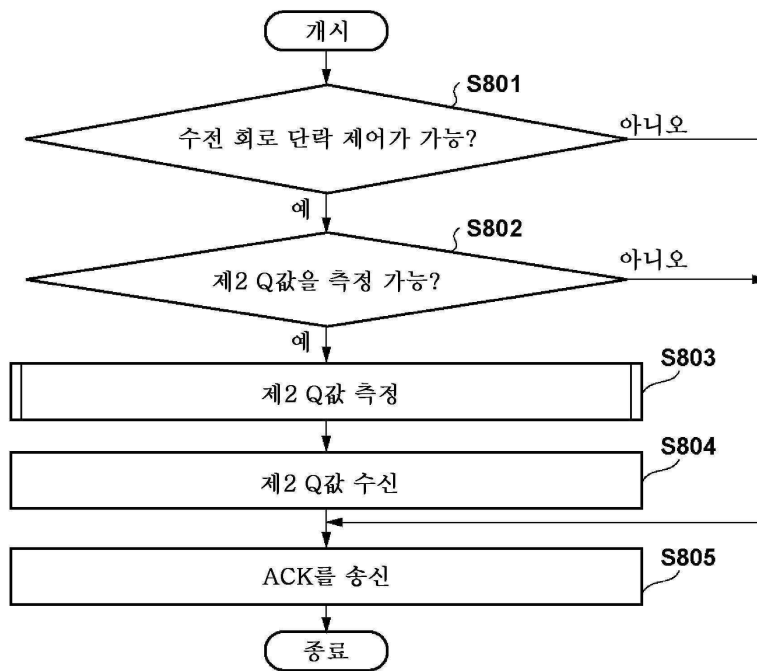 개시
S801
수전 회로 단락 제어가 가능?
아니오
예
S802
제2 Q값을 측정 가능?
아니오
예
S803
제2 Q값 측정
S804
제2 Q값 수신
S805
ACK를 송신
종료